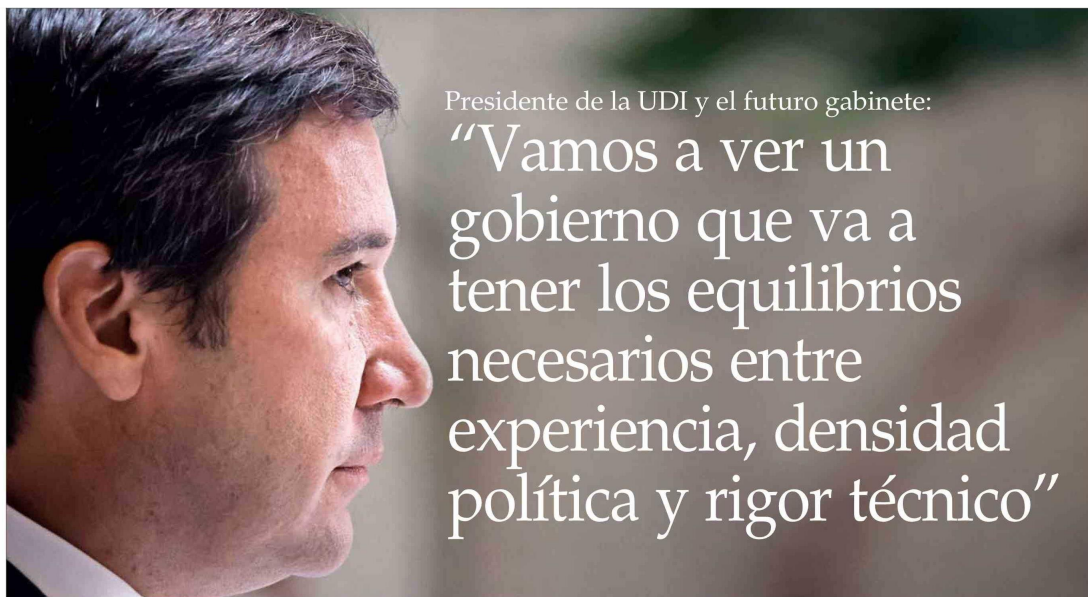 Presidente de la UDI y el futuro gabinete:
“Vamos a ver un
gobierno que va a
tener los equilibrios
necesarios entre
experiencia, densidad
política y rigor técnico”